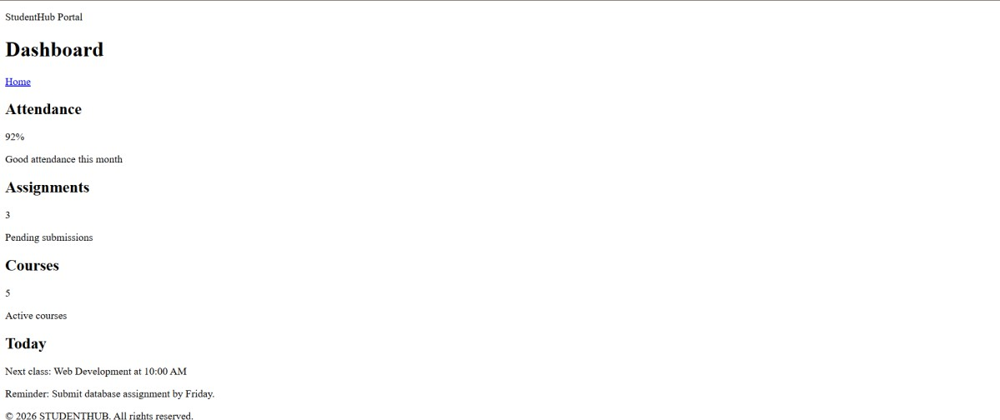 StudentHub Portal
Dashboard
Home
Attendance
92%
Good attendance this month
Assignments
3
Pending submissions
Courses
5
Active courses
Today
Next class: Web Development at 10:00 AM
Reminder: Submit database assignment by Friday.
© 2026 STUDENTHUB. All rights reserved.